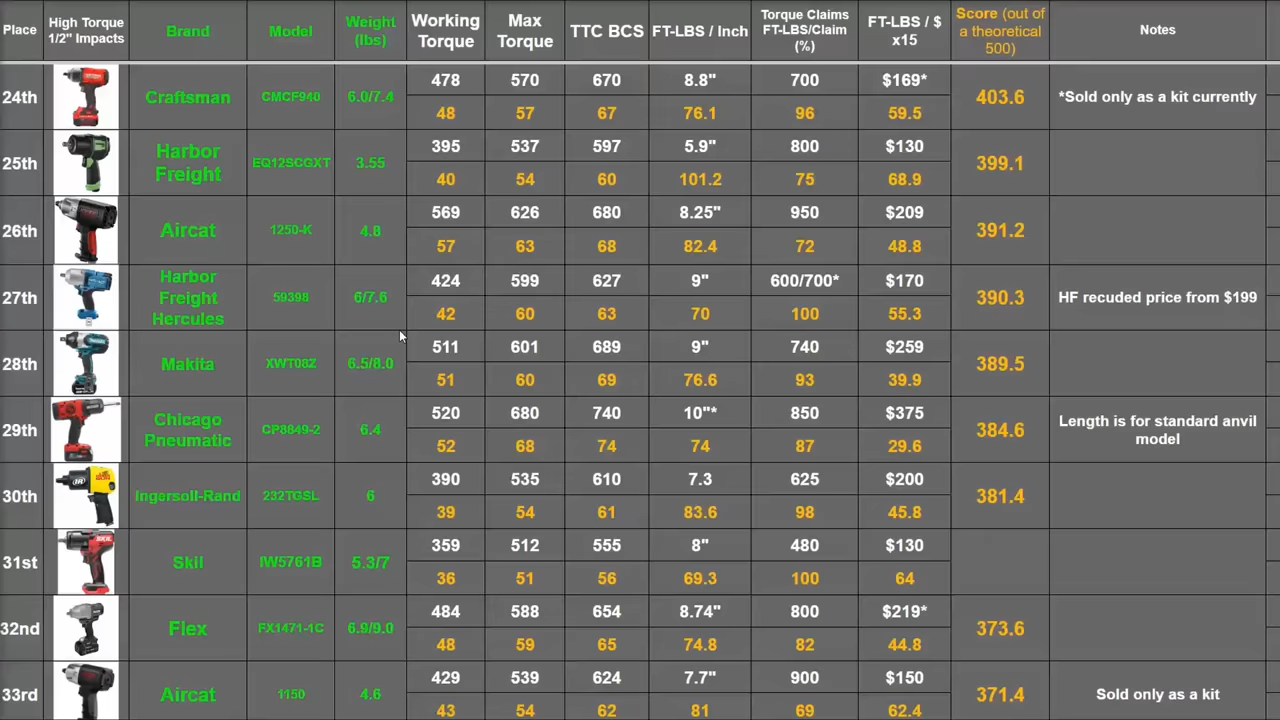 Place High Torque 1/2" Impacts Brand Model Weight (lbs) Working Torque Max Torque TTC BCS FT-LBS / Inch Torque Claims FT-LBS/Claim (%) FT-LBS / $ x15 Score (out of a theoretical 500) Notes
24th Craftsman CMCF940 6.0/7.4 478 570 670 8.8" 700 $169* 403.6 *Sold only as a kit currently
48 57 67 76.1 96 59.5
25th Harbor Freight EQ12SCGXT 3.55 395 537 597 5.9" 800 $130 399.1
40 54 60 101.2 75 68.9
26th Aircat 1250-K 4.8 569 626 680 8.25" 950 $209 391.2
57 63 68 82.4 72 48.8
27th Harbor Freight Hercules 59398 6/7.6 424 599 627 9" 600/700* $170 390.3 HF recuded price from $199
42 60 63 70 100 55.3
28th Makita XWT08Z 6.5/8.0 511 601 689 9" 740 $259 389.5
51 60 69 76.6 93 39.9
29th Chicago Pneumatic CP8849-2 6.4 520 680 740 10"* 850 $375 384.6 Length is for standard anvil model
52 68 74 74 87 29.6
30th Ingersoll-Rand 232TGSL 6 390 535 610 7.3 625 $200 381.4
39 54 61 83.6 98 45.8
31st Skil IW5761B 5.3/7 359 512 555 8" 480 $130
36 51 56 69.3 100 64
32nd Flex FX1471-1C 6.9/9.0 484 588 654 8.74" 800 $219* 373.6
48 59 65 74.8 82 44.8
33rd Aircat 1150 4.6 429 539 624 7.7" 900 $150 371.4 Sold only as a kit
43 54 62 81 69 62.4